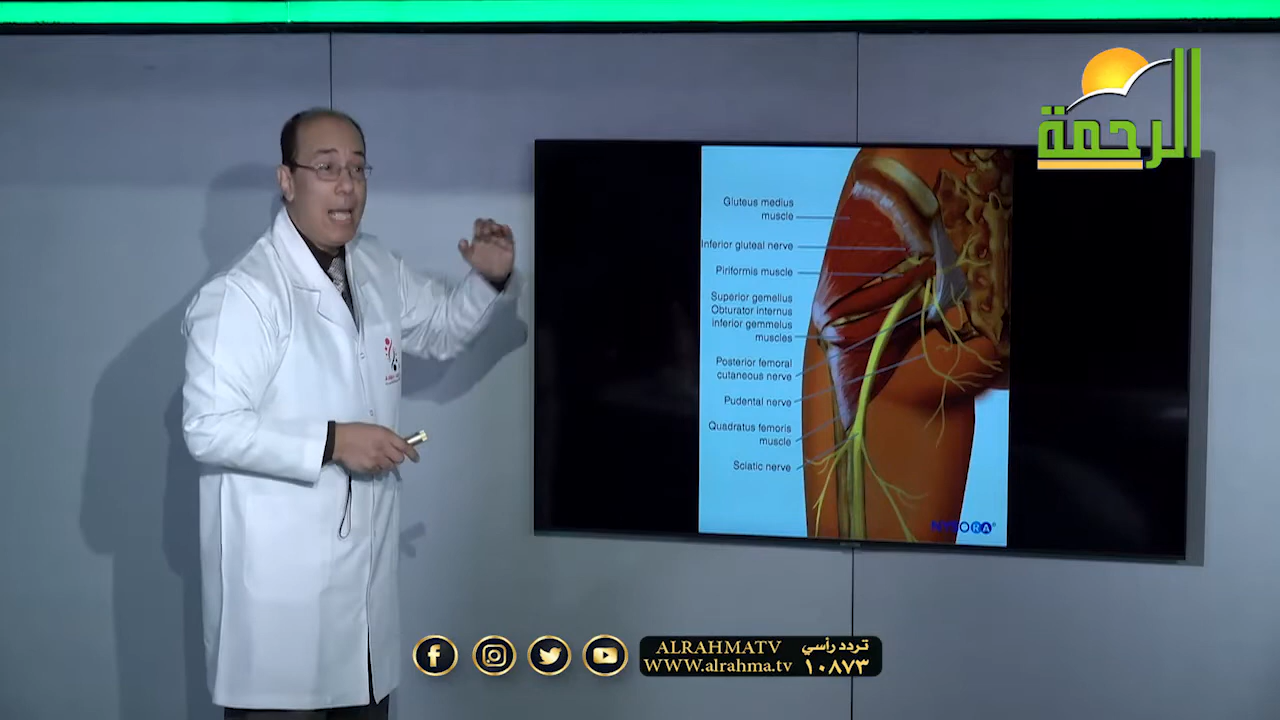 الرحمة
Gluteus medius
muscle
Inferior gluteal nerve
Piriformis muscle
Superior gemellus
Obturator internus
inferior gemmelus
muscles
Posterior femoral
cutaneous nerve
Pudental nerve
Quadratus femoris
muscle
Sciatic nerve
ALRAHMATV
WWW.alrahma.tv
تردد رأسي
١٠٨٧٣